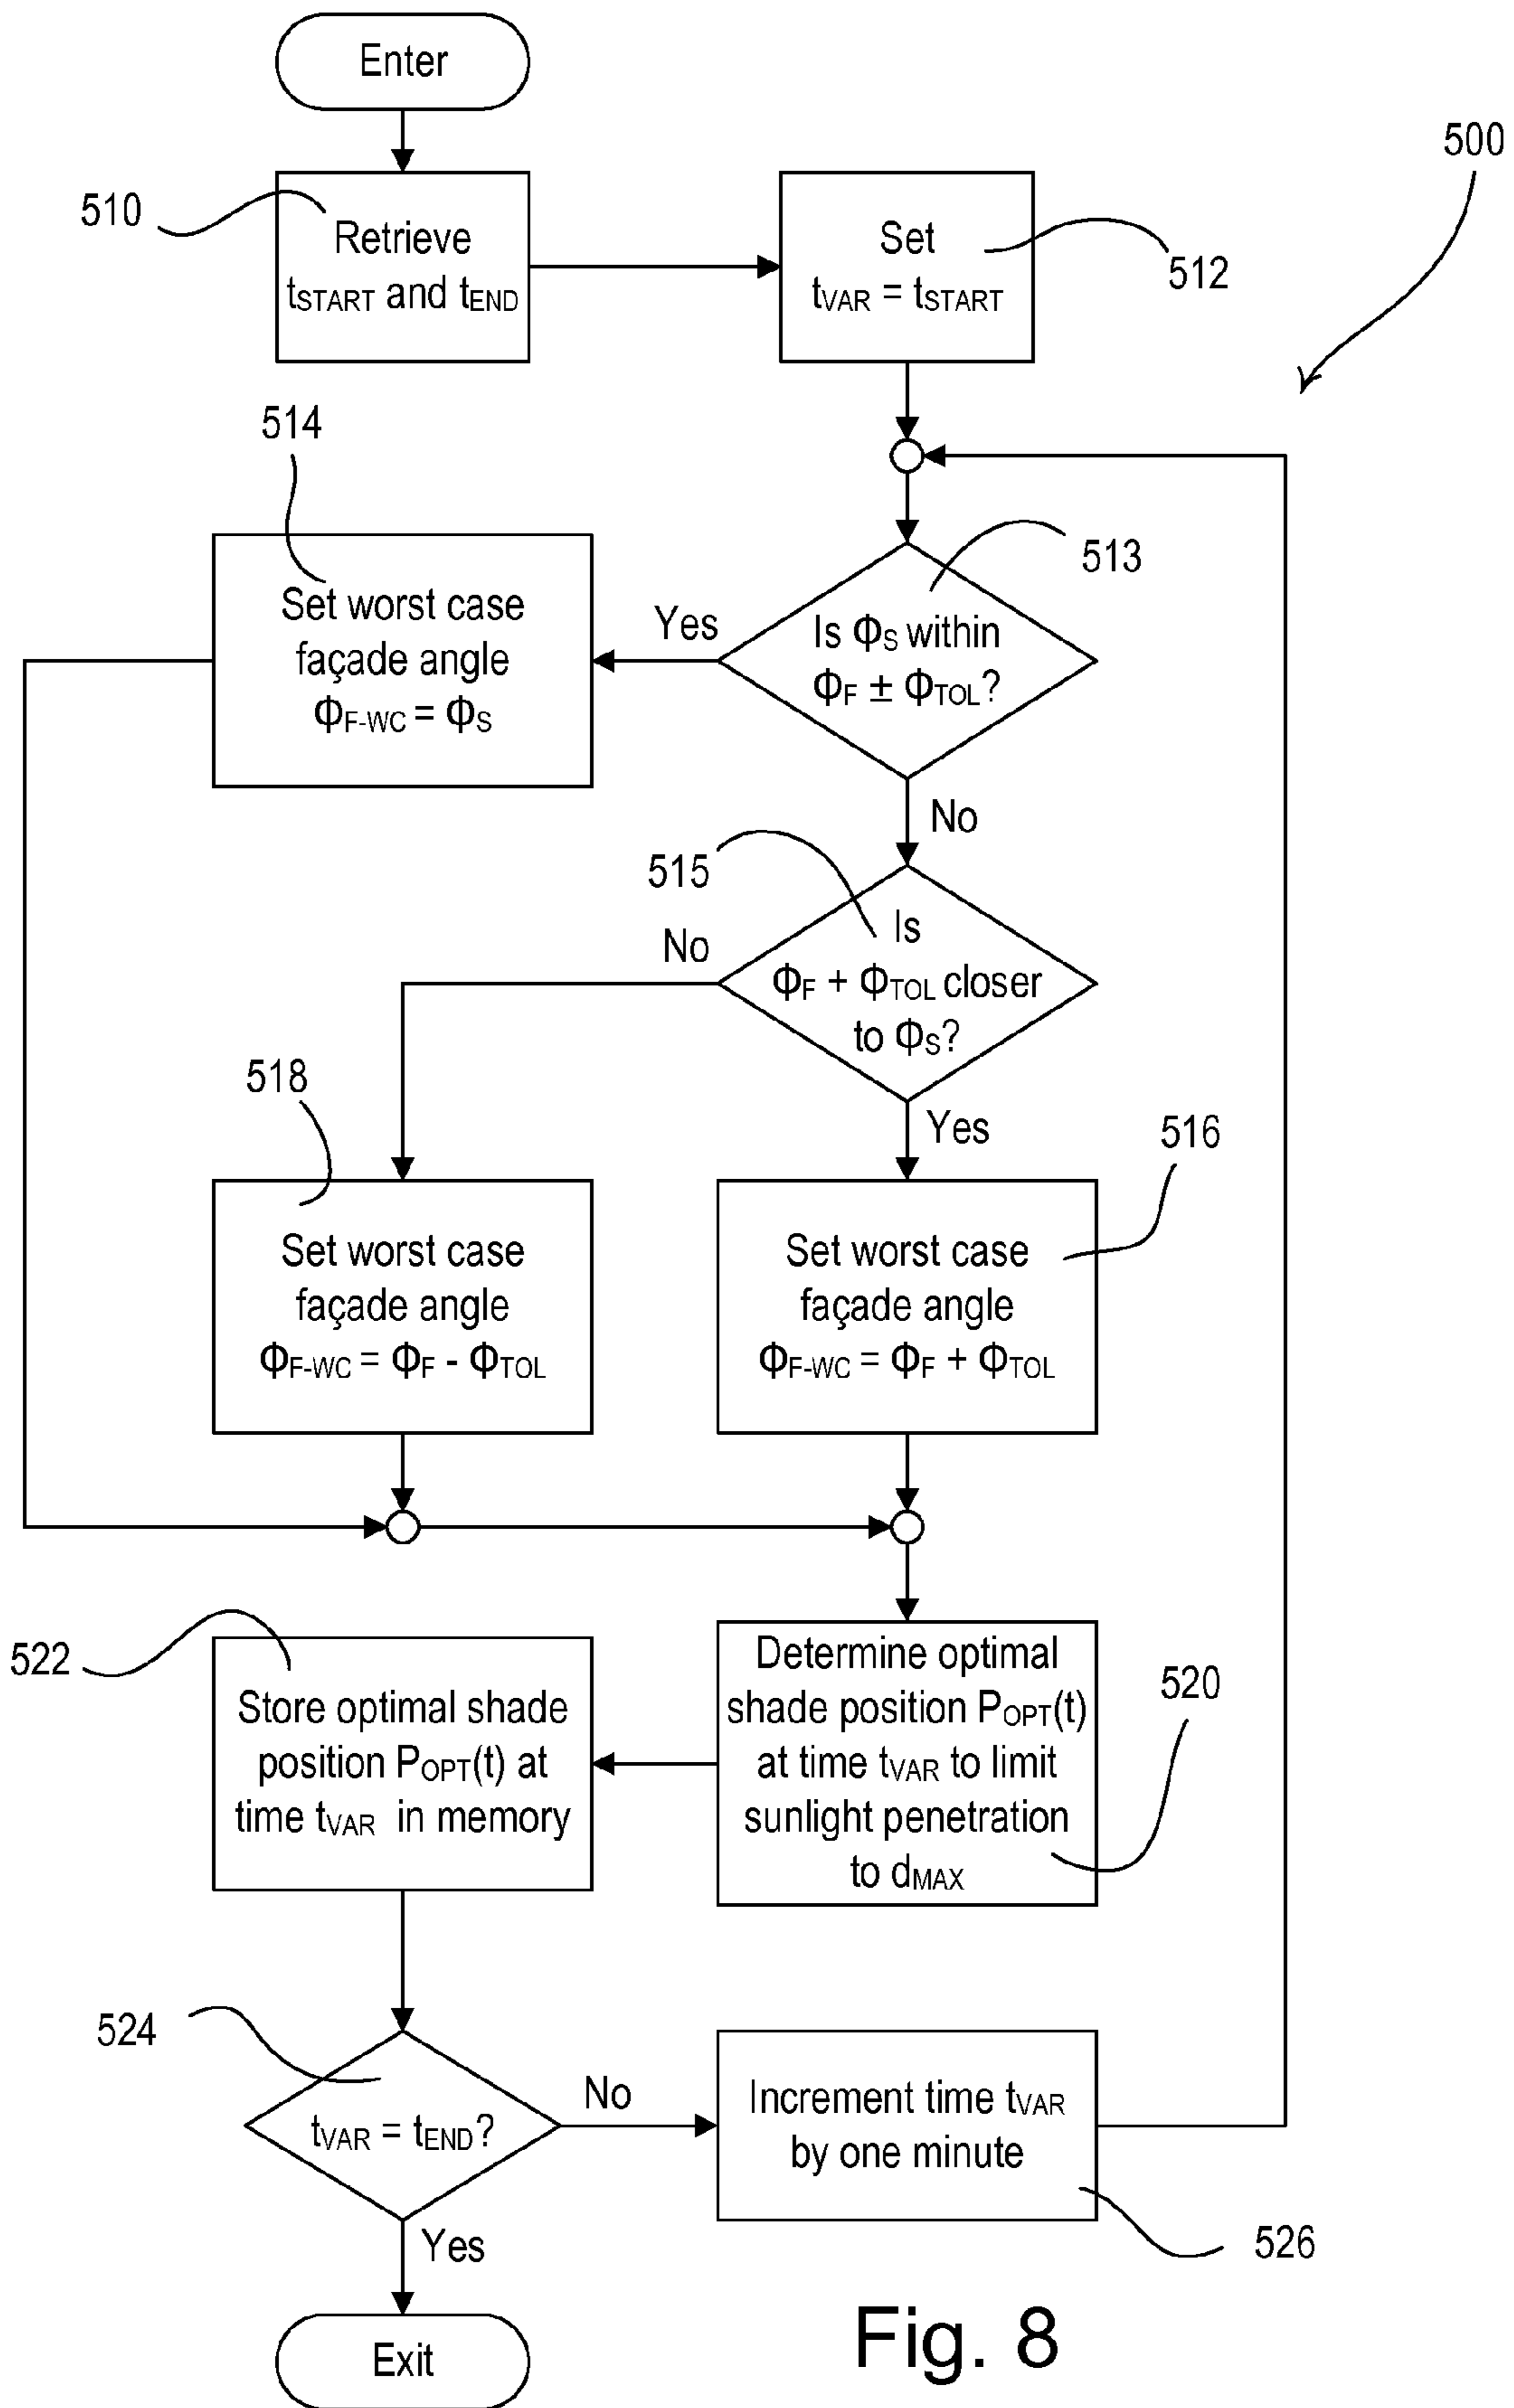 Enter
500
510
Retrieve
tSTART and tEND
Set
tVAR = tSTART
512
514
Set worst case
façade angle
ΦF-WC = ΦS
Yes
513
Is ΦS within
ΦF ± ΦTOL?
No
515
No
Is
ΦF + ΦTOL closer
to ΦS?
518
Yes
516
Set worst case
façade angle
ΦF-WC = ΦF - ΦTOL
Set worst case
façade angle
ΦF-WC = ΦF + ΦTOL
522
Store optimal shade
position POPT(t) at
time tVAR in memory
Determine optimal
shade position POPT(t)
at time tVAR to limit
sunlight penetration
to dMAX
520
524
tVAR = tEND?
No
Increment time tVAR
by one minute
526
Yes
Exit
Fig. 8